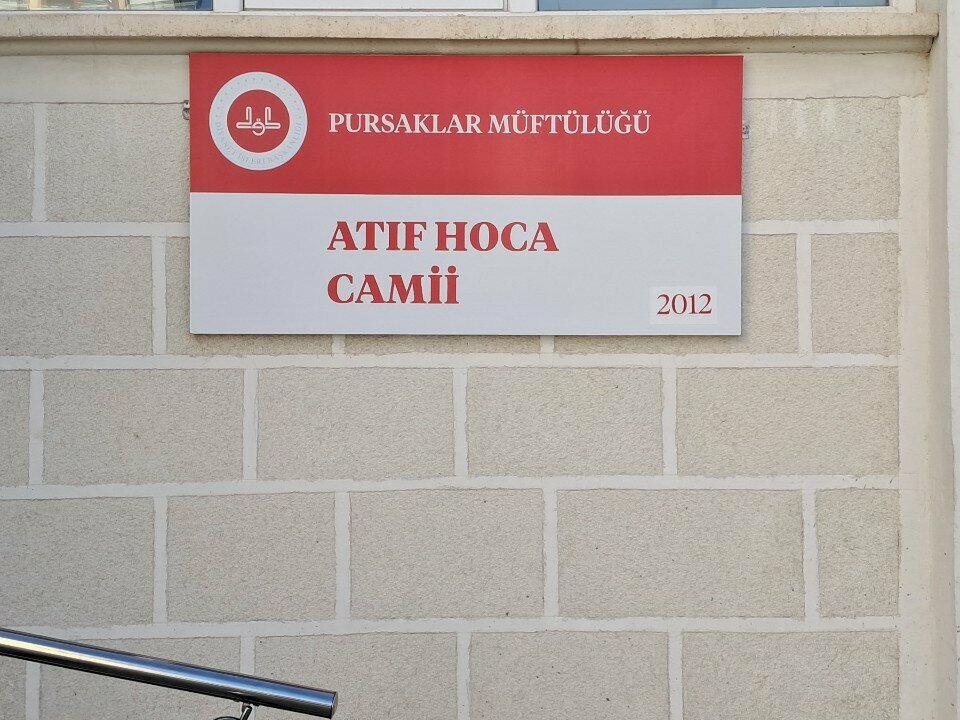 PURSAKLAR MÜFTÜLÜĞÜ
ATIF HOCA
CAMİİ
2012